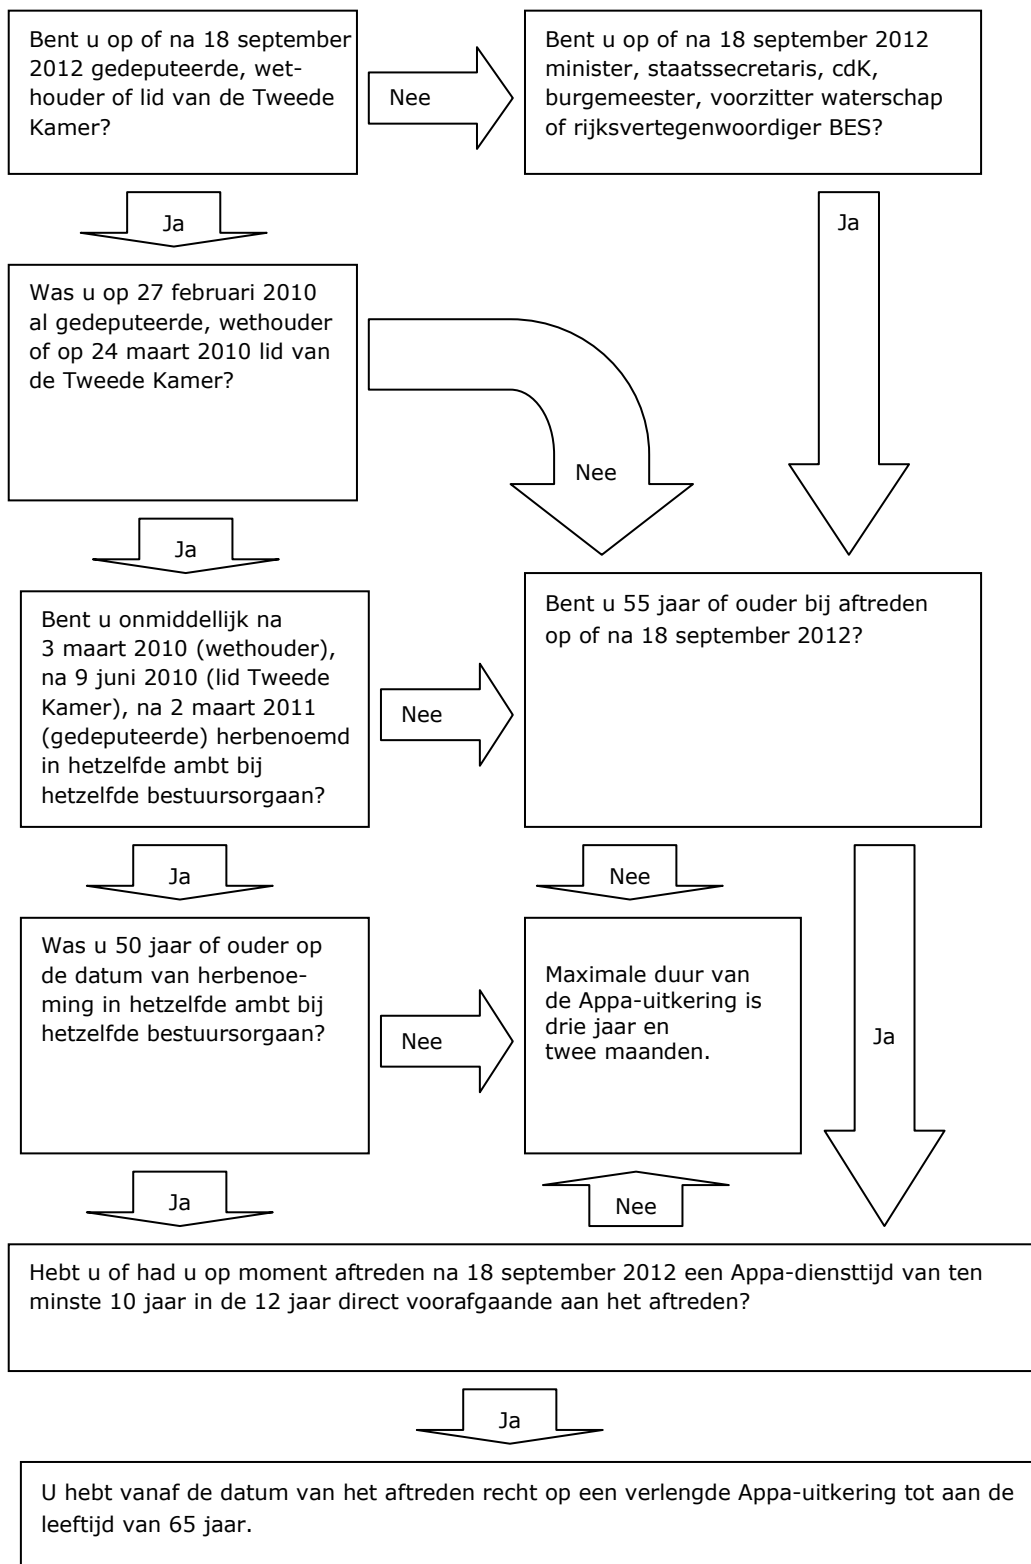 Bent u op of na 18 september
2012 gedeputeerde, wet-
houder of lid van de Tweede
Kamer?
Nee
Bent u op of na 18 september 2012
minister, staatssecretaris, cdK,
burgemeester, voorzitter waterschap
of rijksvertegenwoordiger BES?
Ja
Ja
Was u op 27 februari 2010
al gedeputeerde, wethouder
of op 24 maart 2010 lid van
de Tweede Kamer?
Nee
Ja
Bent u onmiddellijk na
3 maart 2010 (wethouder),
na 9 juni 2010 (lid Tweede
Kamer), na 2 maart 2011
(gedeputeerde) herbenoemd
in hetzelfde ambt bij
hetzelfde bestuursorgaan?
Nee
Bent u 55 jaar of ouder bij aftreden
op of na 18 september 2012?
Ja
Nee
Was u 50 jaar of ouder op
de datum van herbenoe-
ming in hetzelfde ambt bij
hetzelfde bestuursorgaan?
Nee
Maximale duur van
de Appa-uitkering is
drie jaar en
twee maanden.
Ja
Ja
Nee
Hebt u of had u op moment aftreden na 18 september 2012 een Appa-diensttijd van ten
minste 10 jaar in de 12 jaar direct voorafgaande aan het aftreden?
Ja
U hebt vanaf de datum van het aftreden recht op een verlengde Appa-uitkering tot aan de
leeftijd van 65 jaar.